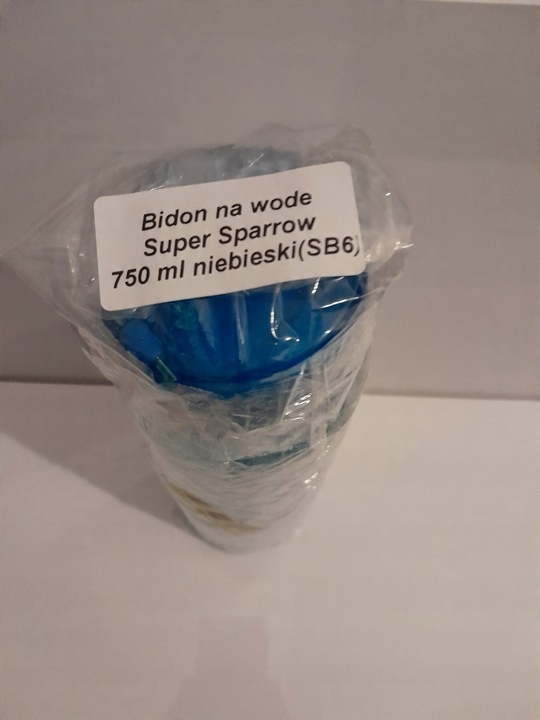 Bidon na wode
Super Sparrow
750 ml niebieski(SB6)